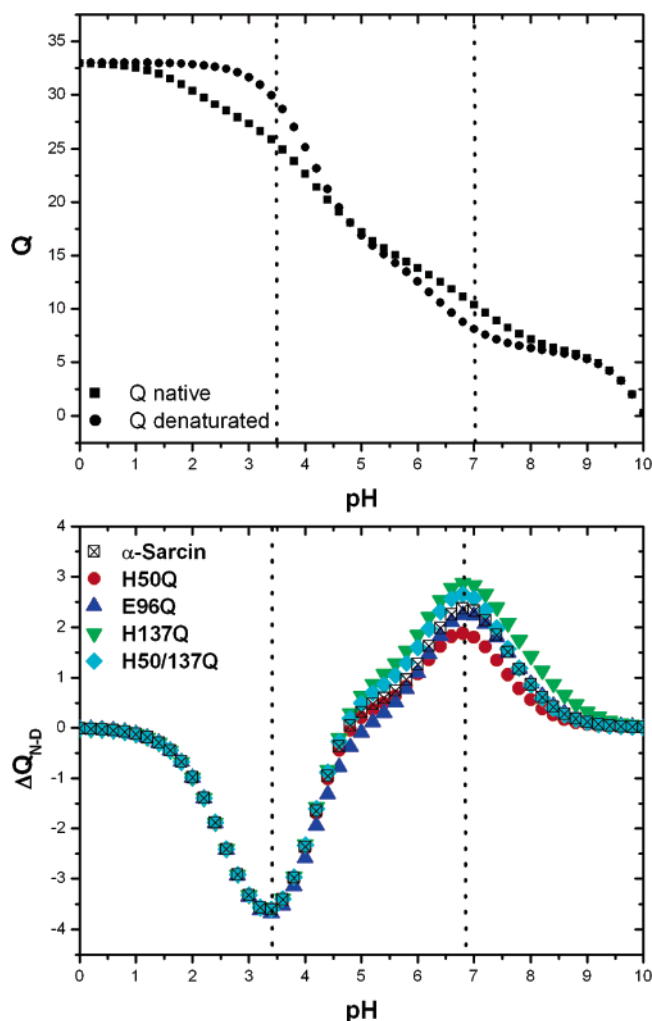 35
30
25
20
15
10
5
0
Q
Q native
Q denaturated
0 1 2 3 4 5 6 7 8 9 10
pH
4
3
2
1
0
-1
-2
-3
-4
ΔQN-D
α-Sarcin
H50Q
E96Q
H137Q
H50/137Q
0 1 2 3 4 5 6 7 8 9 10
pH